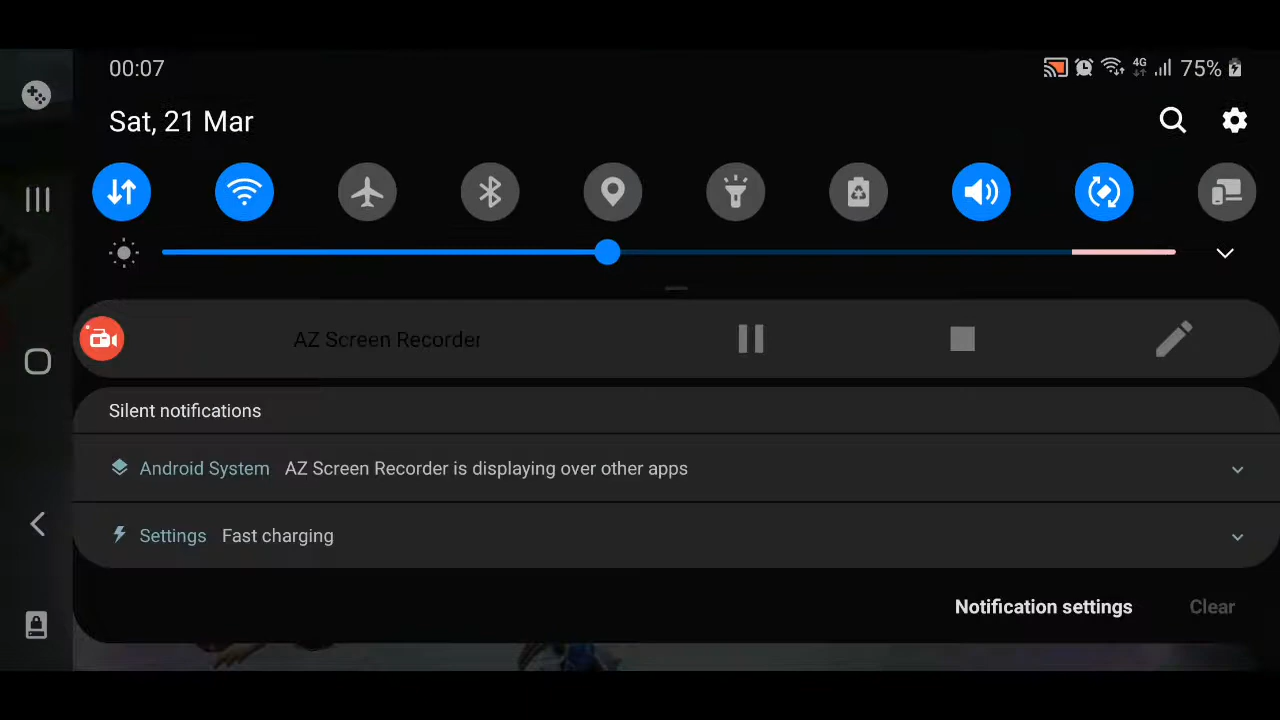 00:07
4G
75%
Sat, 21 Mar
AZ Screen Recorder
Silent notifications
Android System AZ Screen Recorder is displaying over other apps
Settings Fast charging
Notification settings Clear